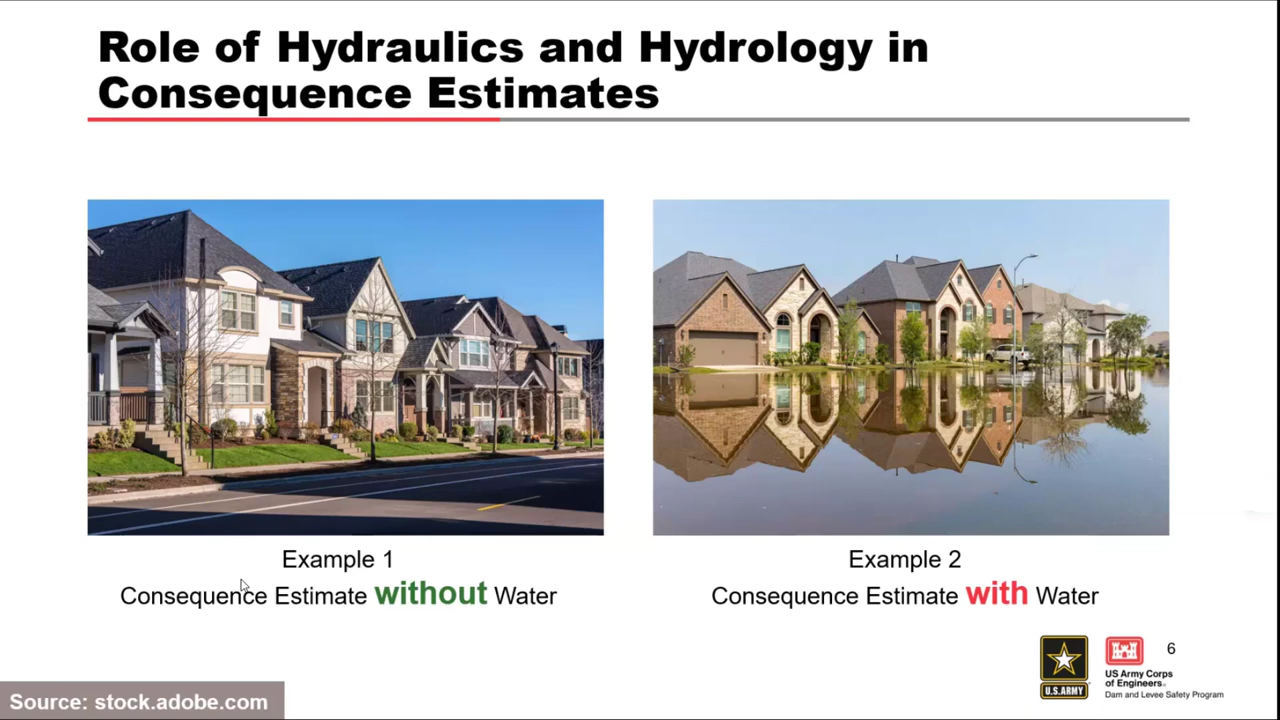 Role of Hydraulics and Hydrology in
Consequence Estimates
Example 1
Consequence Estimate without Water
Example 2
Consequence Estimate with Water
U.S.ARMY
US Army Corps
of Engineers®
Dam and Levee Safety Program
6
Source: stock.adobe.com